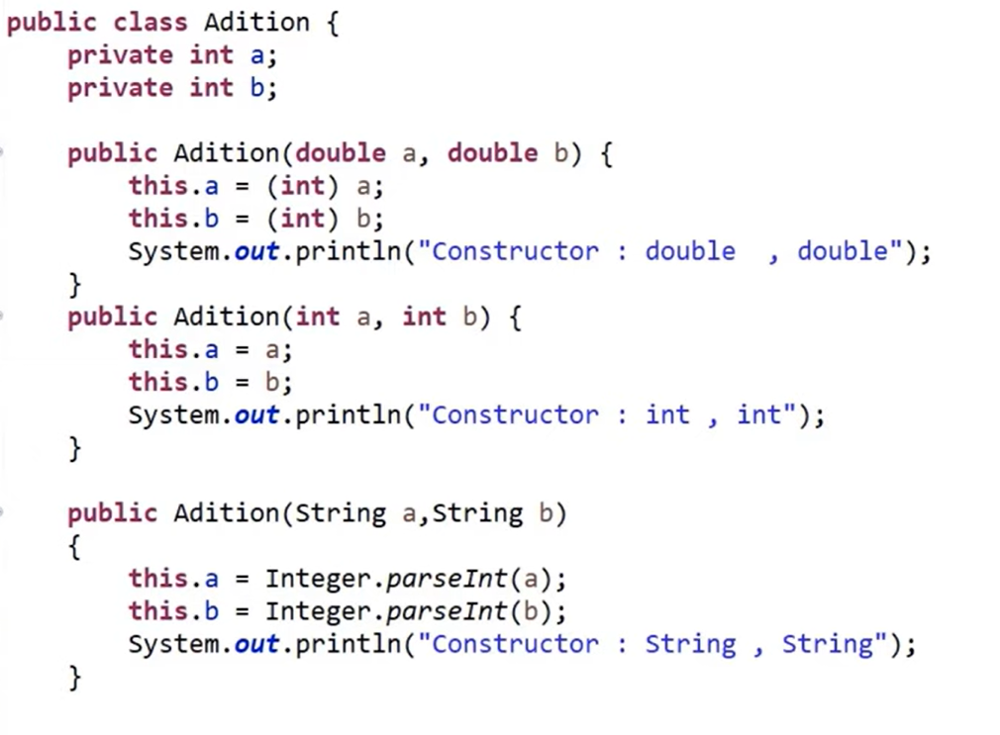 public class Adition {
    private int a;
    private int b;

    public Adition(double a, double b) {
        this.a = (int) a;
        this.b = (int) b;
        System.out.println("Constructor : double  , double");
    }
    public Adition(int a, int b) {
        this.a = a;
        this.b = b;
        System.out.println("Constructor : int , int");
    }

    public Adition(String a,String b)
    {
        this.a = Integer.parseInt(a);
        this.b = Integer.parseInt(b);
        System.out.println("Constructor : String , String");
    }